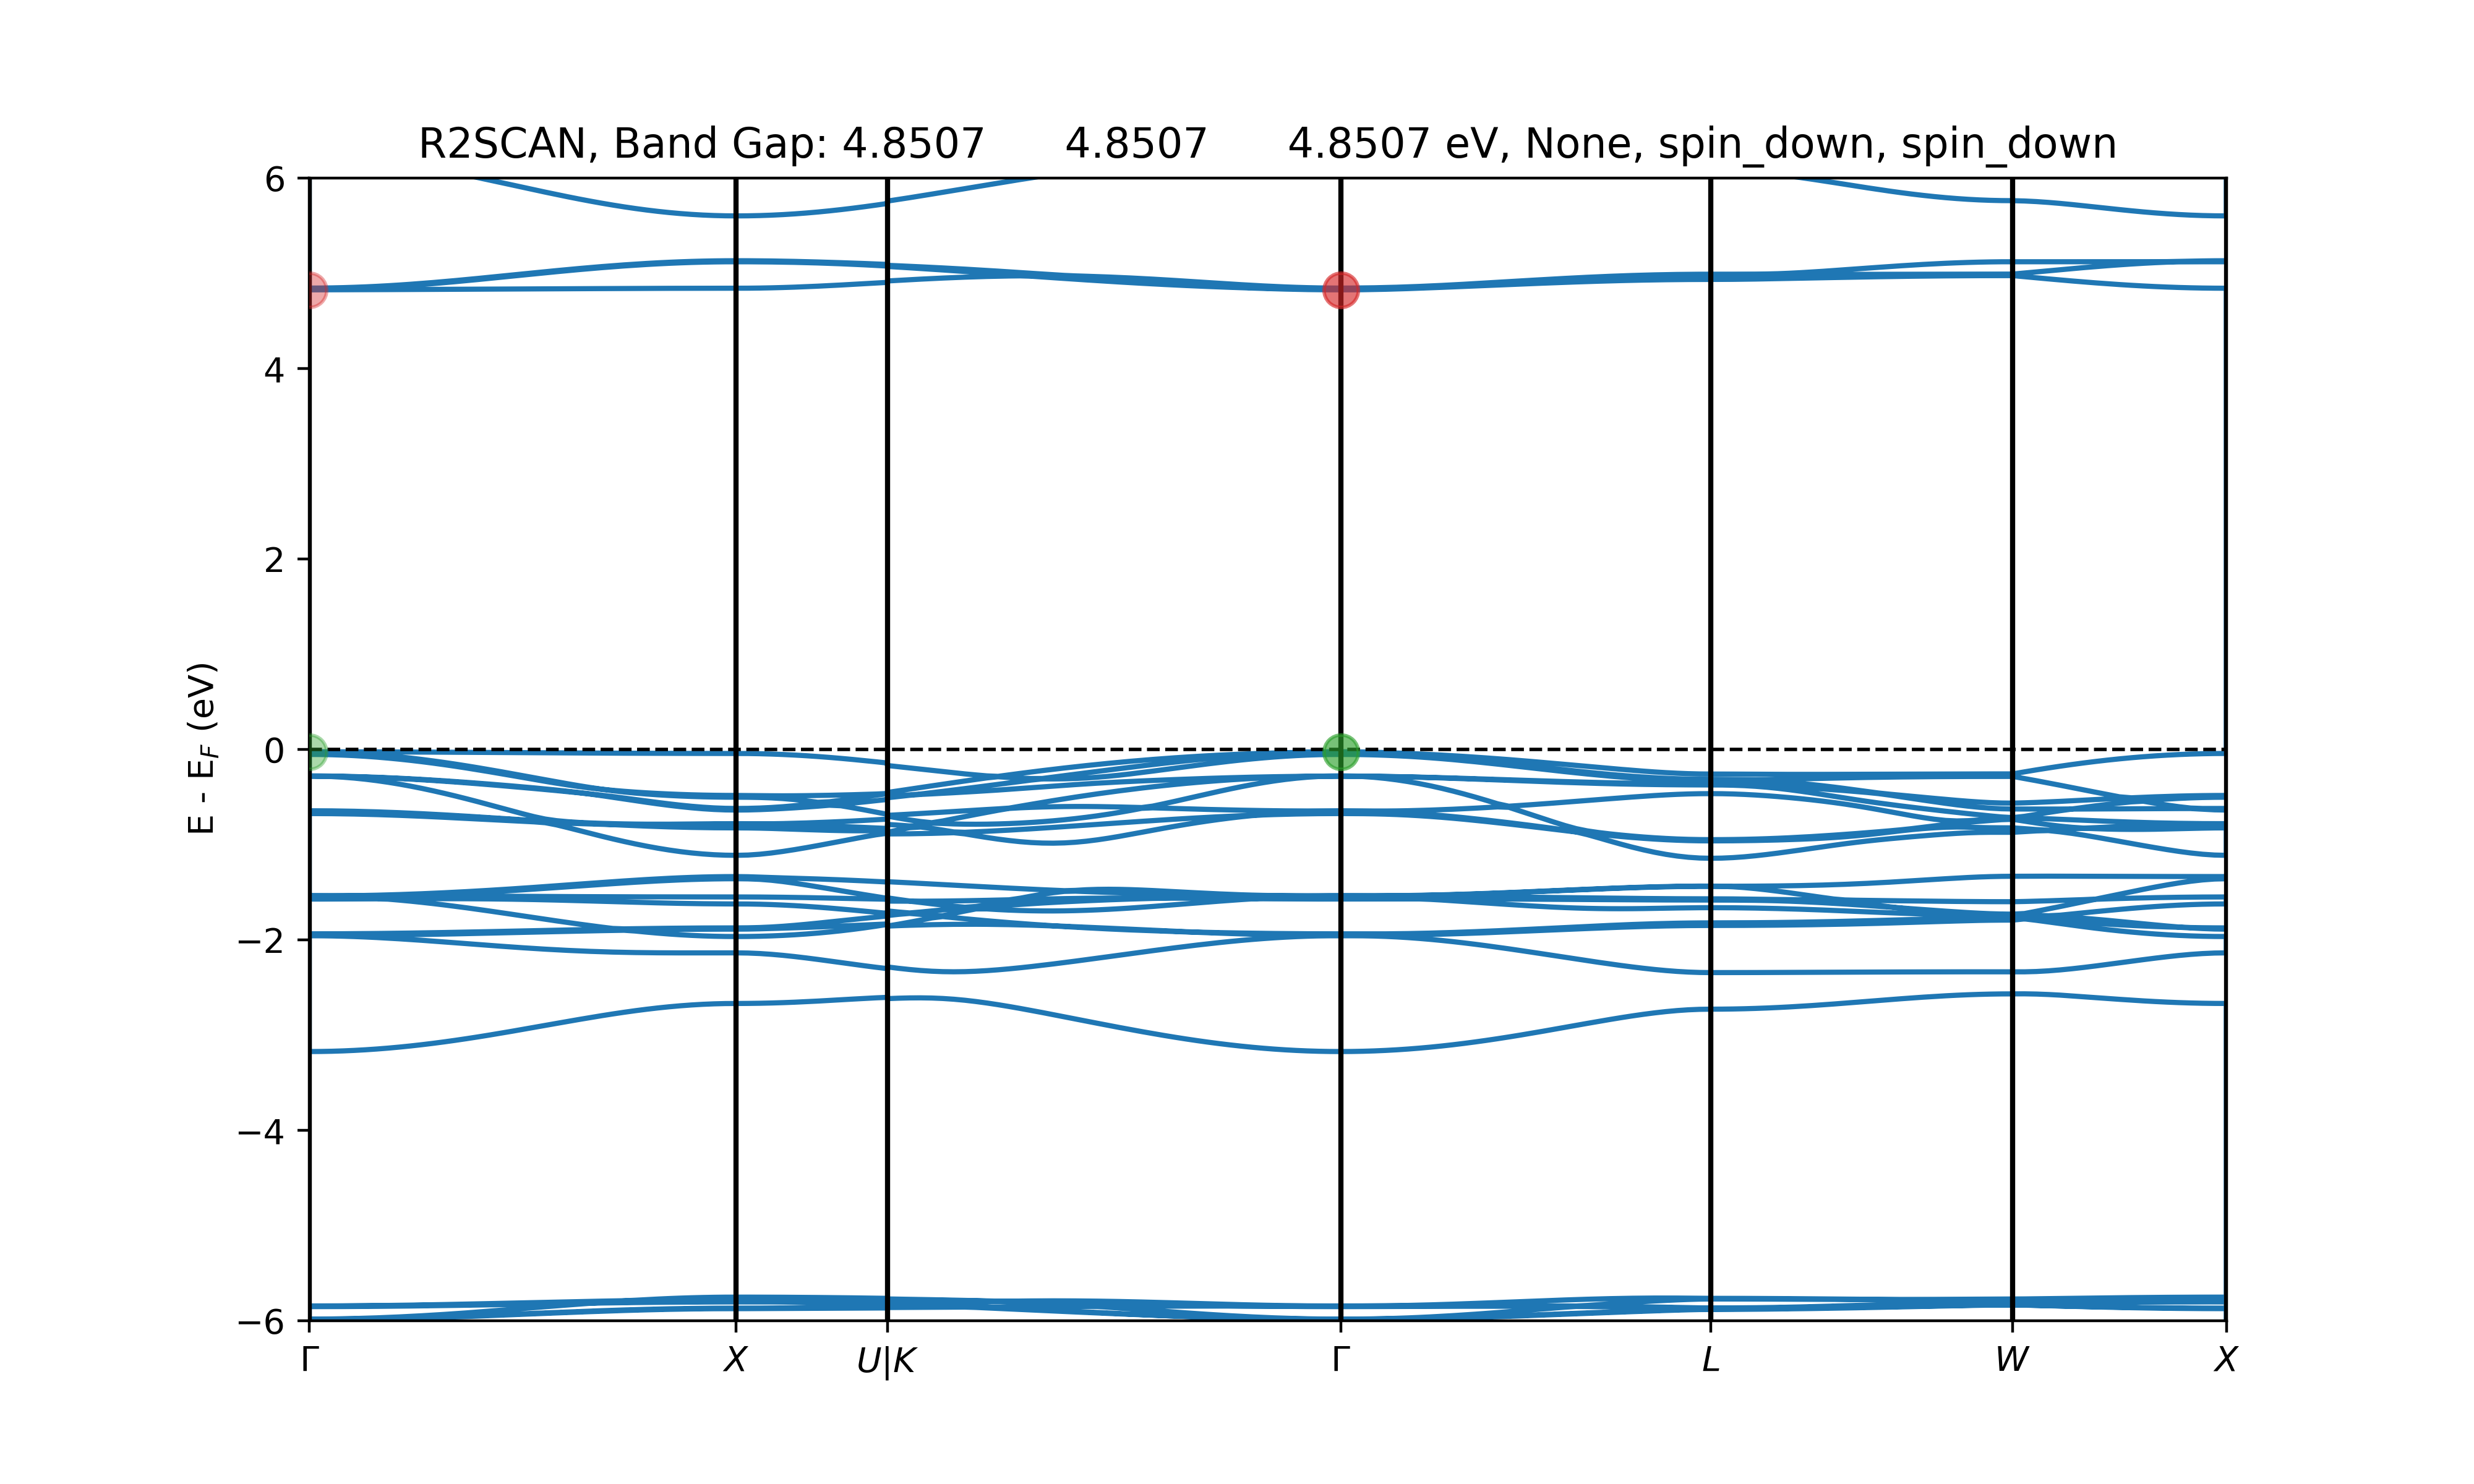 R2SCAN, Band Gap: 4.8507 4.8507 4.8507 eV, None, spin_down, spin_down
E - E_F (eV)
6
4
2
0
−2
−4
−6
Γ X U|K Γ L W X